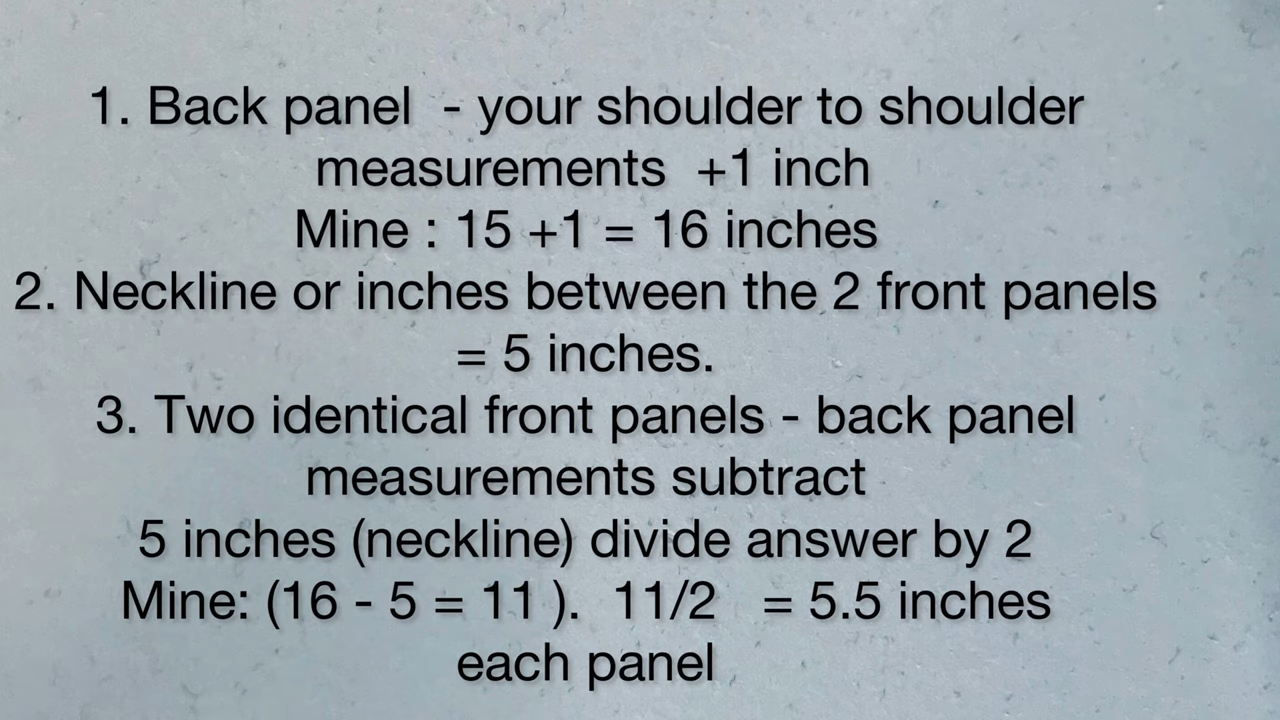 1. Back panel - your shoulder to shoulder
measurements +1 inch
Mine : 15 +1 = 16 inches
2. Neckline or inches between the 2 front panels
= 5 inches.
3. Two identical front panels - back panel
measurements subtract
5 inches (neckline) divide answer by 2
Mine: (16 - 5 = 11 ). 11/2 = 5.5 inches
each panel